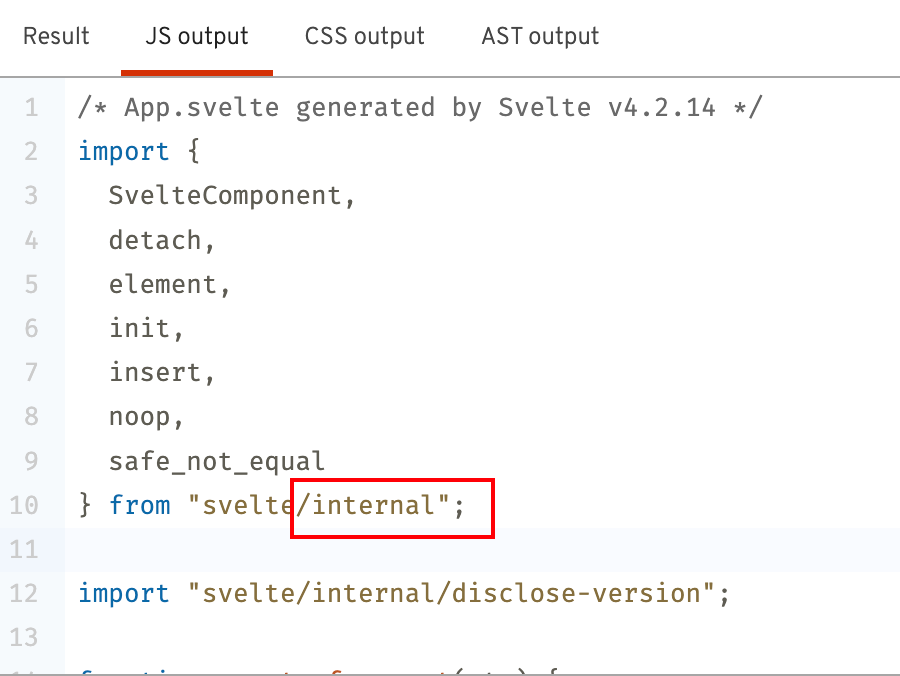 Result JS output CSS output AST output
1 /* App.svelte generated by Svelte v4.2.14 */
2 import {
3 SvelteComponent,
4 detach,
5 element,
6 init,
7 insert,
8 noop,
9 safe_not_equal
10 } from "svelte/internal";
11
12 import "svelte/internal/disclose-version";
13